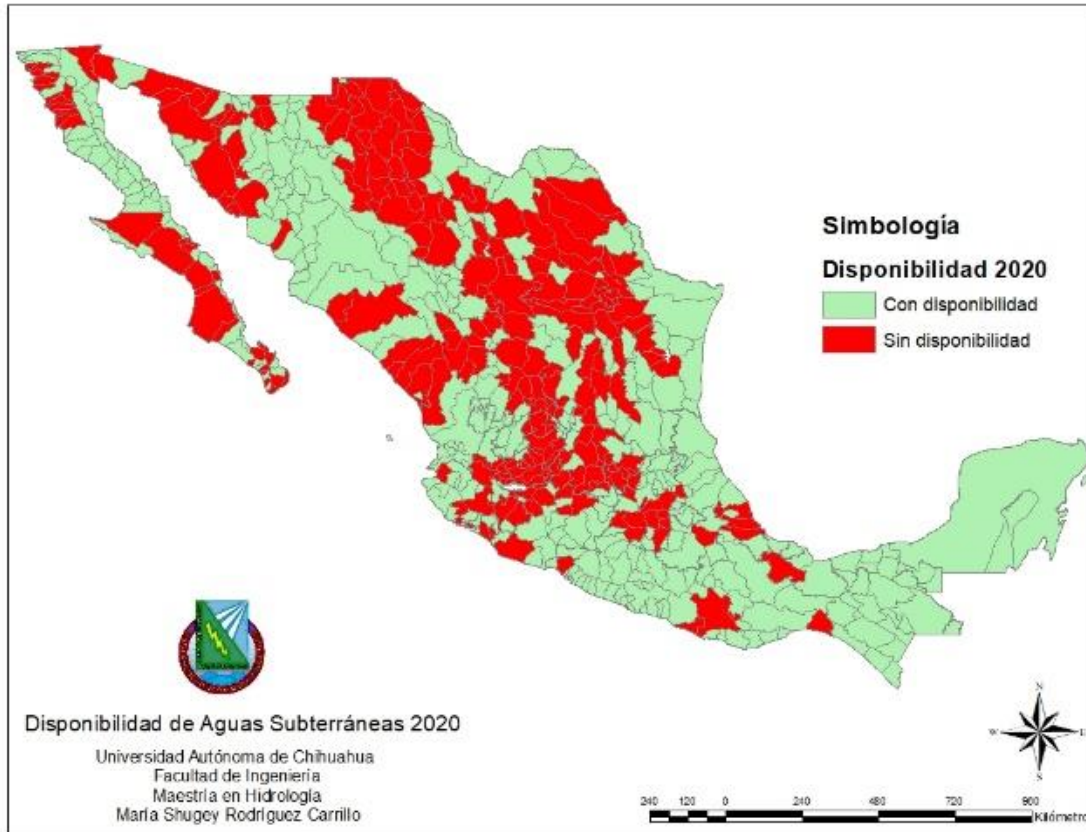 Simbología
Disponibilidad 2020
Con disponibilidad
Sin disponibilidad
Disponibilidad de Aguas Subterráneas 2020
Universidad Autónoma de Chihuahua
Facultad de Ingeniería
Maestría en Hidrología
María Shugey Rodríguez Carrillo
N
W
S
240 120 0 240 480 720 960
Kilómetr